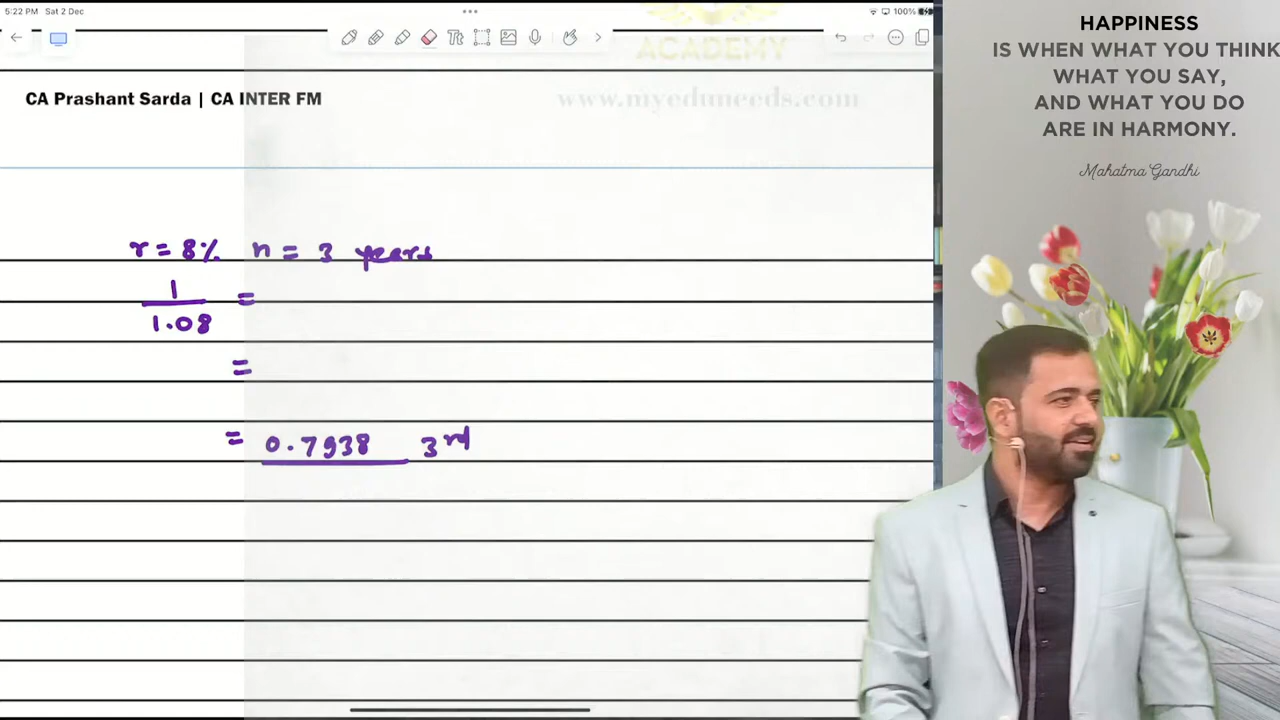 5:22 PM Sat 2 Dec
100%
ACADEMY
CA Prashant Sarda | CA INTER FM
www.myeduneeds.com
r = 8% n = 3 years
1
1.08 =
=
= 0.7938 3rd
HAPPINESS
IS WHEN WHAT YOU THINK
WHAT YOU SAY,
AND WHAT YOU DO
ARE IN HARMONY.
Mahatma Gandhi